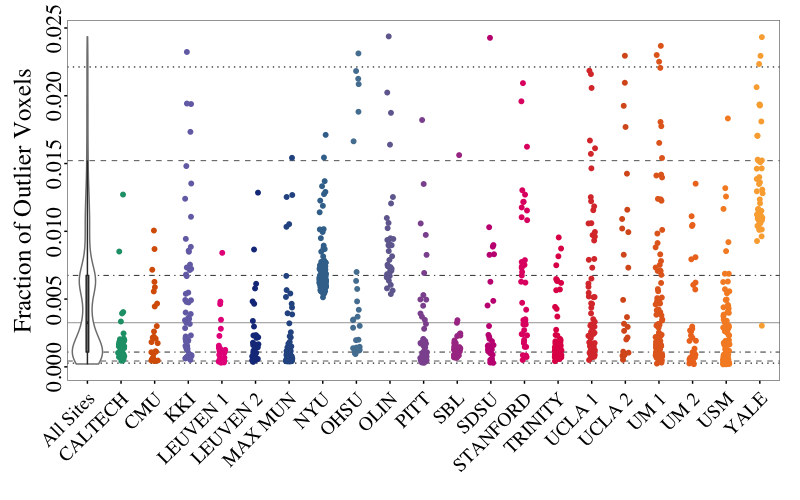 Fraction of Outlier Voxels
0.025
0.020
0.015
0.010
0.005
0.000
All Sites
CALTECH
CMU
KKI
LEUVEN 1
LEUVEN 2
MAX MUN
NYU
OHSU
OLIN
PITT
SBL
SDSU
STANFORD
TRINITY
UCLA 1
UCLA 2
UM 1
UM 2
USM
YALE